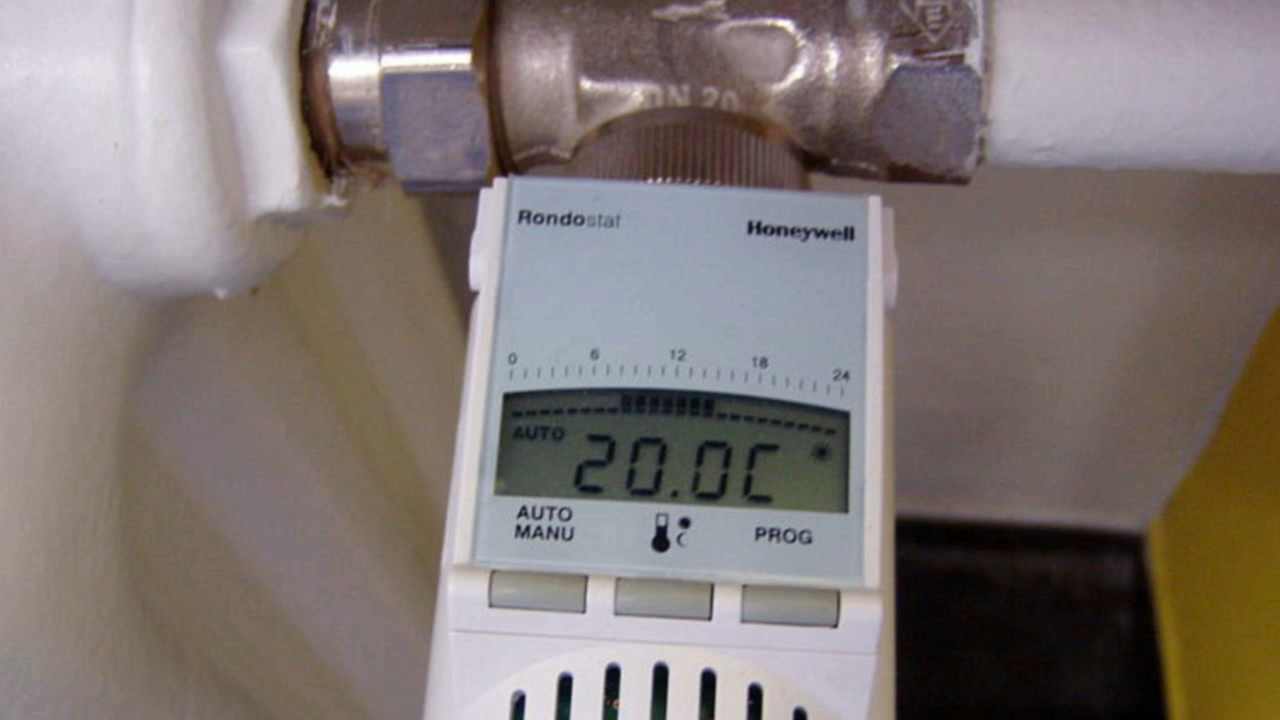 DN 20
Rondostat
Honeywell
0 6 12 18 24
AUTO
20.0C
AUTO
MANU
PROG